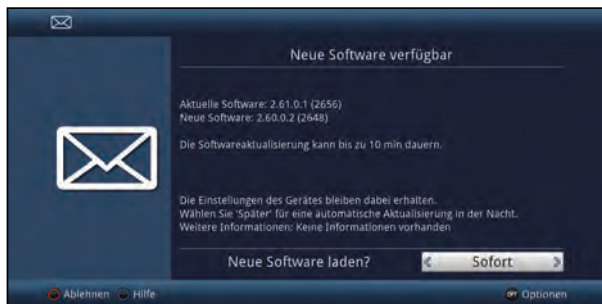 Neue Software verfügbar
Aktuelle Software: 2.61.0.1 (2656)
Neue Software: 2.60.0.2 (2648)
Die Softwareaktualisierung kann bis zu 10 min dauern.
Die Einstellungen des Gerätes bleiben dabei erhalten.
Wählen Sie 'Später' für eine automatische Aktualisierung in der Nacht.
Weitere Informationen: Keine Informationen vorhanden
Neue Software laden? Sofort
Ablehnen Hilfe OPT Optionen